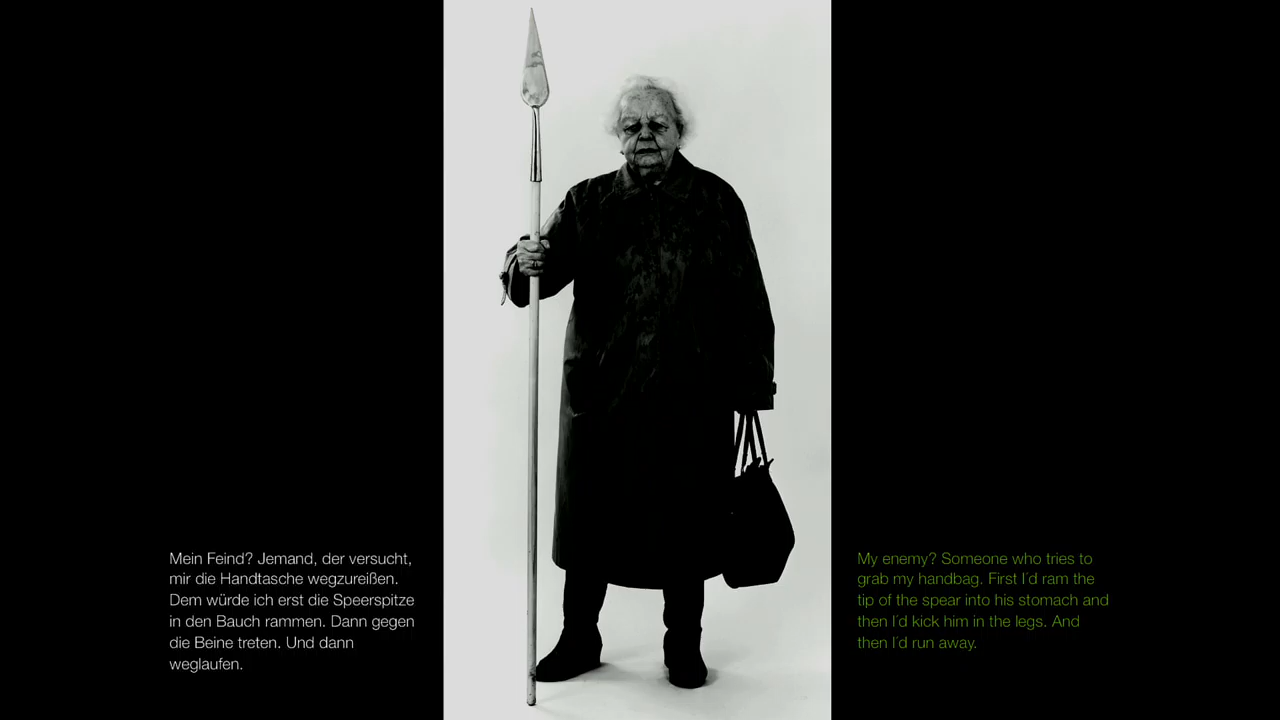 Mein Feind? Jemand, der versucht,
mir die Handtasche wegzureißen.
Dem würde ich erst die Speerspitze
in den Bauch rammen. Dann gegen
die Beine treten. Und dann
weglaufen.
My enemy? Someone who tries to
grab my handbag. First I´d ram the
tip of the spear into his stomach and
then I´d kick him in the legs. And
then I´d run away.